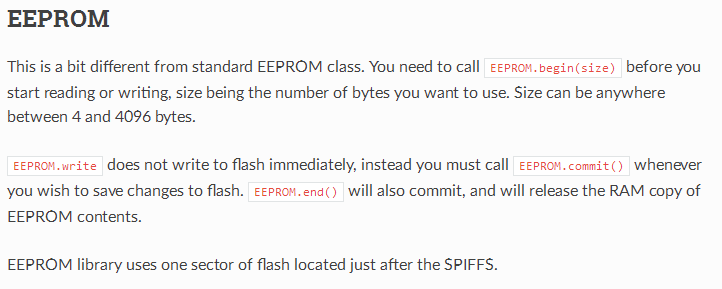 EEPROM
This is a bit different from standard EEPROM class. You need to call EEPROM.begin(size) before you
start reading or writing, size being the number of bytes you want to use. Size can be anywhere
between 4 and 4096 bytes.
EEPROM.write does not write to flash immediately, instead you must call EEPROM.commit() whenever
you wish to save changes to flash. EEPROM.end() will also commit, and will release the RAM copy of
EEPROM contents.
EEPROM library uses one sector of flash located just after the SPIFFS.